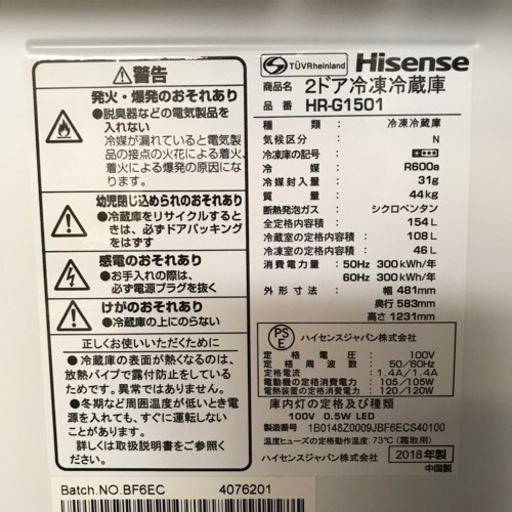 警告
発火・爆発のおそれあり
●脱臭器などの電気製品を
入れない
冷媒が漏れていると電気製
品の接点の火花による着火、
着火による爆発の原因にな
ります。
幼児閉じ込められのおそれあり
●冷蔵庫をリサイクルすると
きは、必ずドアパッキング
をはずす
感電のおそれあり
●お手入れの際は、
必ず電源プラグを抜く
けがのおそれあり
●冷蔵庫の上にのらない
正しくお使いいただくために
●冷蔵庫の表面が熱くなるのは、
放熱パイプで露付防止をしている
ためです。異常ではありません。
●冬期など周囲温度が低いとき電
源を入れても、すぐに運転しない
ことがあります。
詳しくは取扱説明書をご参照く
ださい。
Batch.NO.BF6EC 4076201
TÜVRheinland Hisense
商品名 2ドア冷凍冷蔵庫
品番 HR-G1501
種類: 冷凍冷蔵庫
気候区分: N
冷凍庫の記号:
冷媒: R600a
冷媒封入量: 31g
質量: 44kg
断熱発泡ガス: シクロペンタン
全定格内容積: 154L
冷蔵室の定格内容積: 108L
冷凍室の定格内容積: 46L
消費電力量: 50Hz 300kWh/年
60Hz 300kWh/年
外形寸法: 幅 481mm
奥行 583mm
高さ 1231mm
PSE ハイセンスジャパン株式会社
定格電圧: 100V
定格周波数: 50/60Hz
定格電流: 1.4A/1.4A
電動機の定格消費電力: 105/105W
電熱装置の定格消費電力: 120/120W
庫内灯の定格及び種類
100V 0.5W LED
製造番号: 1B0148Z0009JBF6ECS40100
温度ヒューズの定格動作温度: 73℃(霜取用)
ハイセンスジャパン株式会社
2018年製
中国製